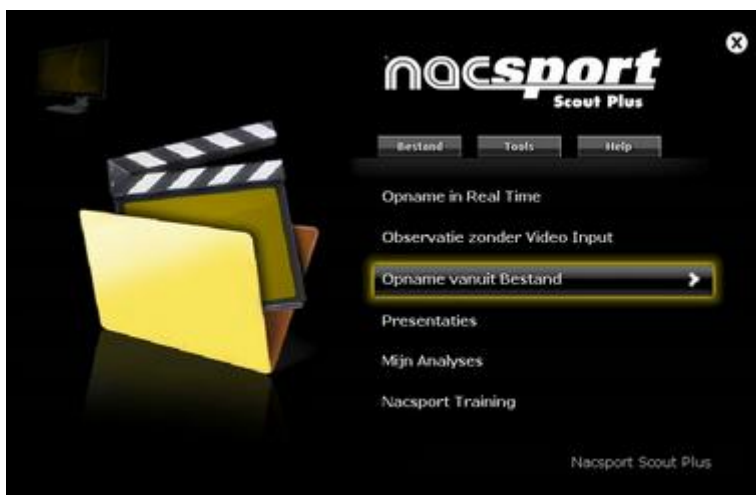 nacsport
Scout Plus
Bestand Tools Help
Opname in Real Time
Observatie zonder Video Input
Opname vanuit Bestand
Presentaties
Mijn Analyses
Nacsport Training
Nacsport Scout Plus